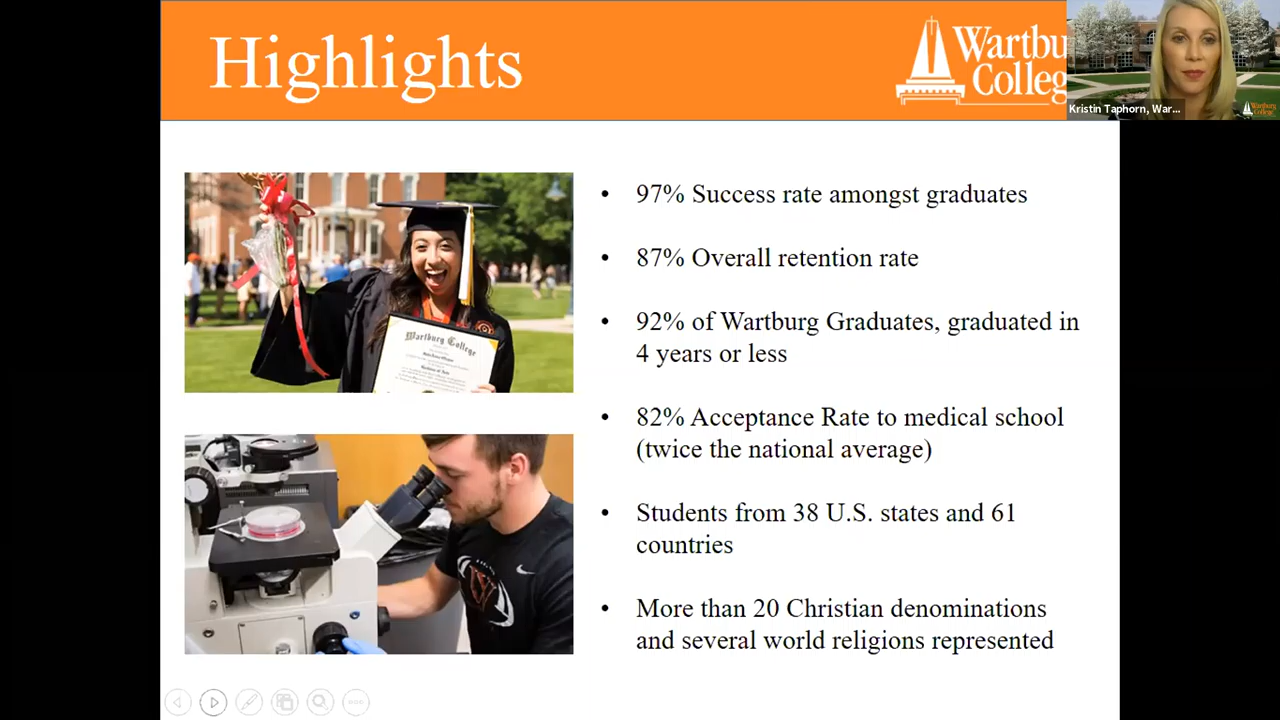 Highlights
Wartbu
Colleg
Kristin Taphorn, War...
Wartburg
College
97% Success rate amongst graduates
87% Overall retention rate
92% of Wartburg Graduates, graduated in
4 years or less
82% Acceptance Rate to medical school
(twice the national average)
Students from 38 U.S. states and 61
countries
More than 20 Christian denominations
and several world religions represented
Wartburg College